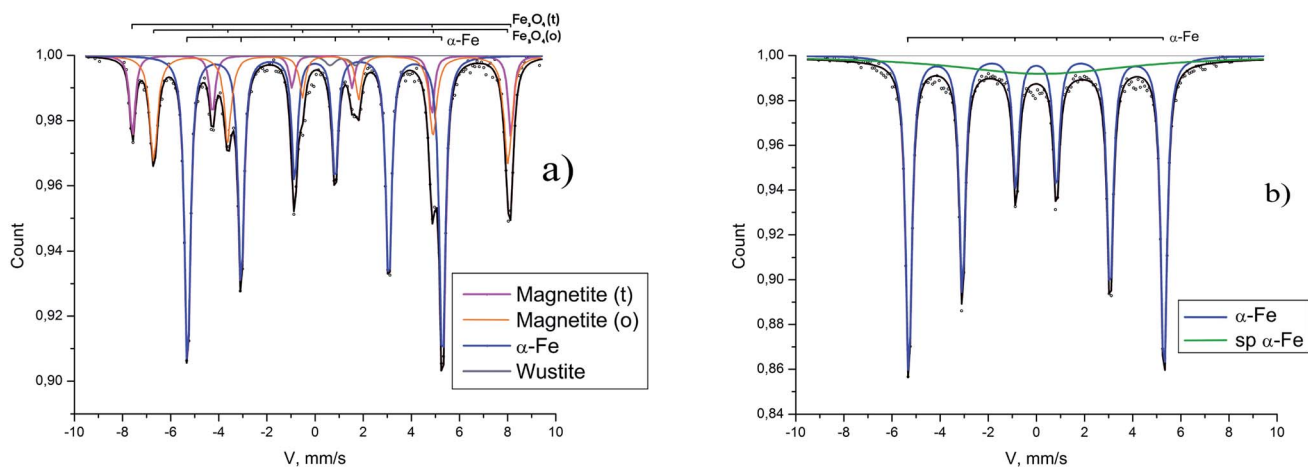 Fe₃O₄(t)
Fe₃O₄(o)
α-Fe
1,00
0,98
0,96
0,94
0,92
0,90
Count
a)
Magnetite (t)
Magnetite (o)
α-Fe
Wustite
-10 -8 -6 -4 -2 0 2 4 6 8 10
V, mm/s
α-Fe
1,00
0,98
0,96
0,94
0,92
0,90
0,88
0,86
0,84
Count
b)
α-Fe
sp α-Fe
-10 -8 -6 -4 -2 0 2 4 6 8 10
V, mm/s